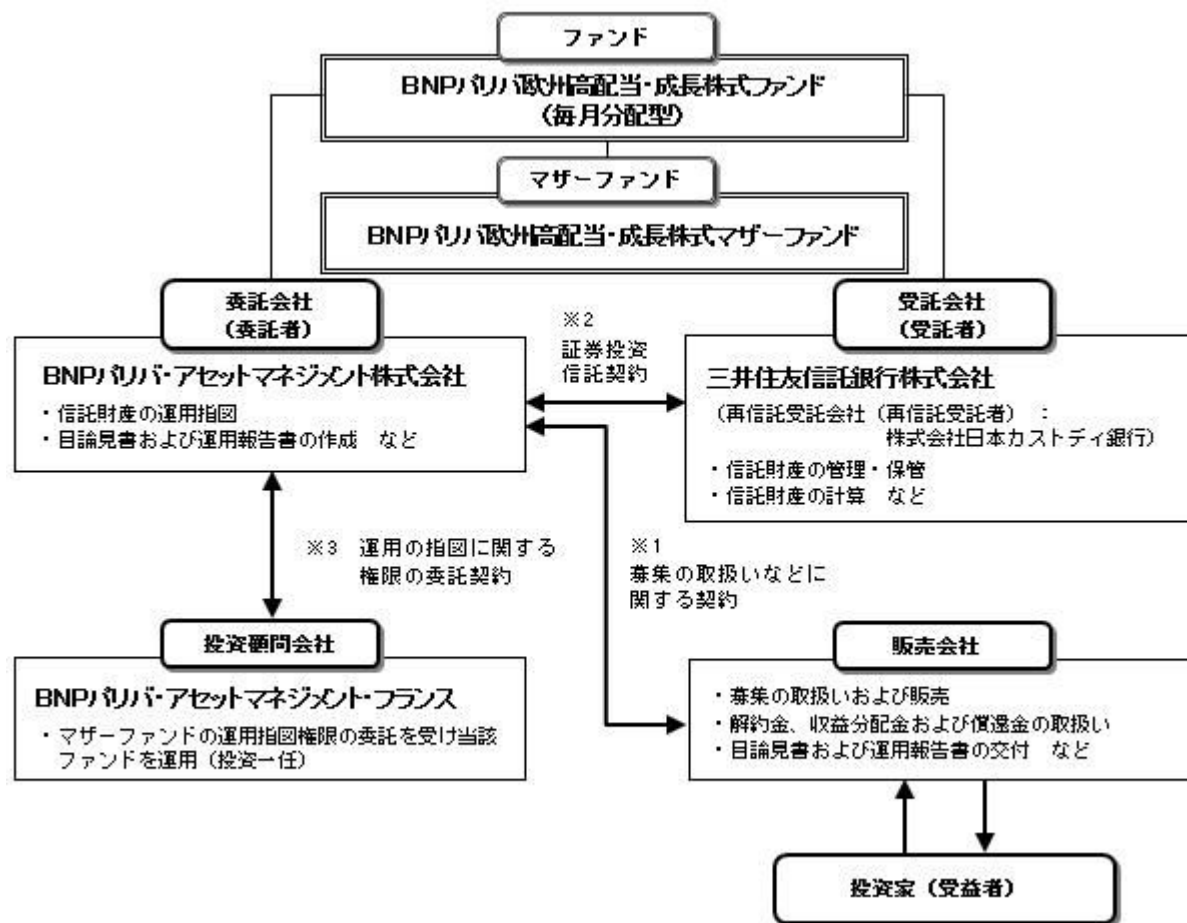 ファンド
BNPパリバ欧州高配当・成長株式ファンド
(毎月分配型)
マザーファンド
BNPパリバ欧州高配当・成長株式マザーファンド
委託会社
(委託者)
BNPパリバ・アセットマネジメント株式会社
・信託財産の運用指図
・目論見書および運用報告書の作成 など
※2
証券投資
信託契約
受託会社
(受託者)
三井住友信託銀行株式会社
(再信託受託会社(再信託受託者) :
株式会社日本カストディ銀行)
・信託財産の管理・保管
・信託財産の計算 など
※3 運用の指図に関する
権限の委託契約
※1
募集の取扱いなどに
関する契約
投資顧問会社
BNPパリバ・アセットマネジメント・フランス
・マザーファンドの運用指図権限の委託を受け当該
ファンドを運用(投資一任)
販売会社
・募集の取扱いおよび販売
・解約金、収益分配金および償還金の取扱い
・目論見書および運用報告書の交付 など
投資家(受益者)